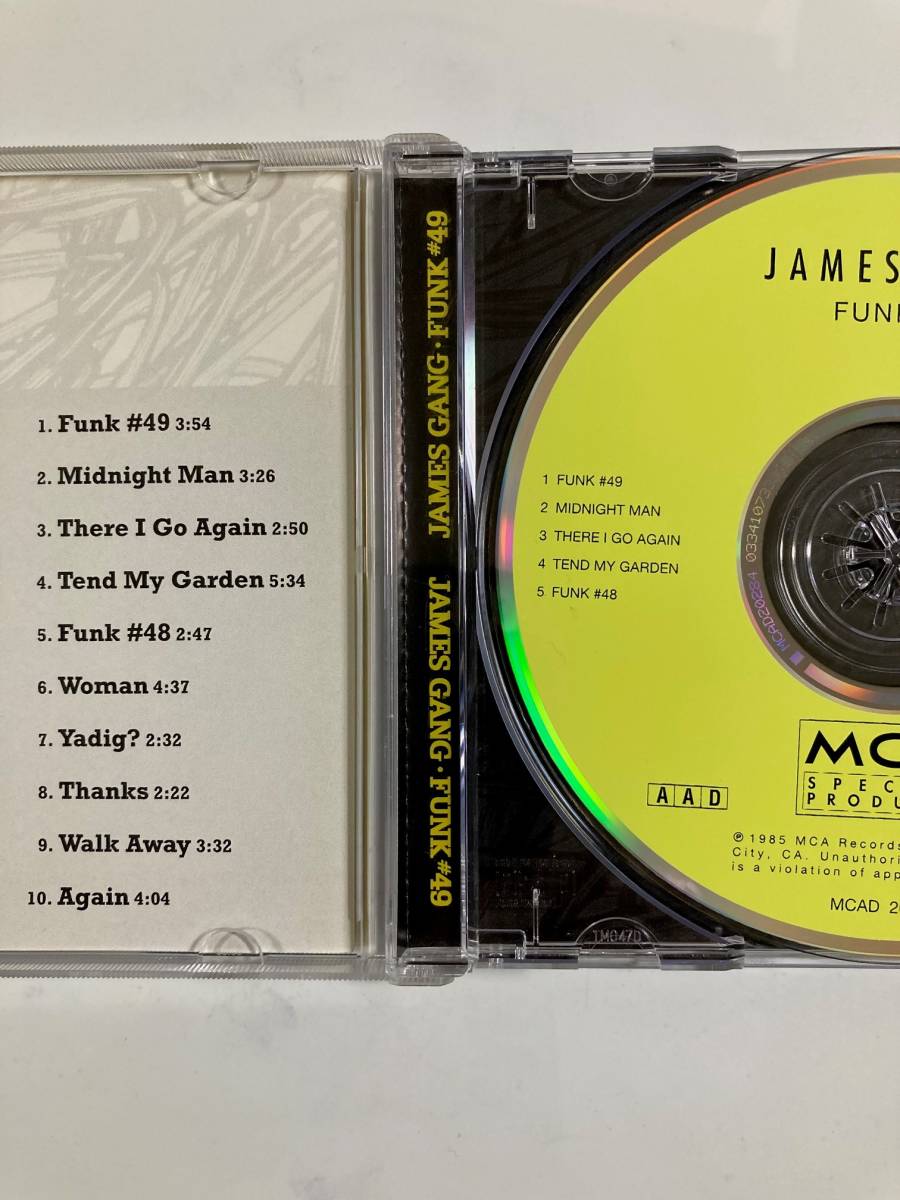 1. Funk #49 3:54
2. Midnight Man 3:26
3. There I Go Again 2:50
4. Tend My Garden 5:34
5. Funk #48 2:47
6. Woman 4:37
7. Yadig? 2:32
8. Thanks 2:22
9. Walk Away 3:32
10. Again 4:04
JAMES GANG · FUNK #49
JAMES GANG · FUNK #49
JAMES
FUN
1 FUNK #49
2 MIDNIGHT MAN
3 THERE I GO AGAIN
4 TEND MY GARDEN
5 FUNK #48
MCAD20284 03341073
MC
SPEC
PRODU
AAD
℗ 1985 MCA Records
City, CA. Unauthori
is a violation of app
MCAD 2